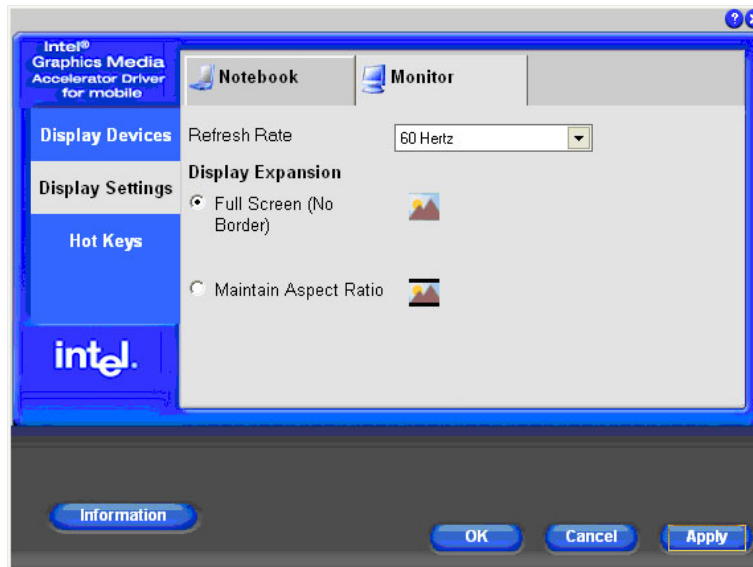 Intel®
Graphics Media
Accelerator Driver
for mobile
Notebook
Monitor
Display Devices
Display Settings
Hot Keys
Refresh Rate
60 Hertz
Display Expansion
Full Screen (No
Border)
Maintain Aspect Ratio
intel.
Information
OK
Cancel
Apply